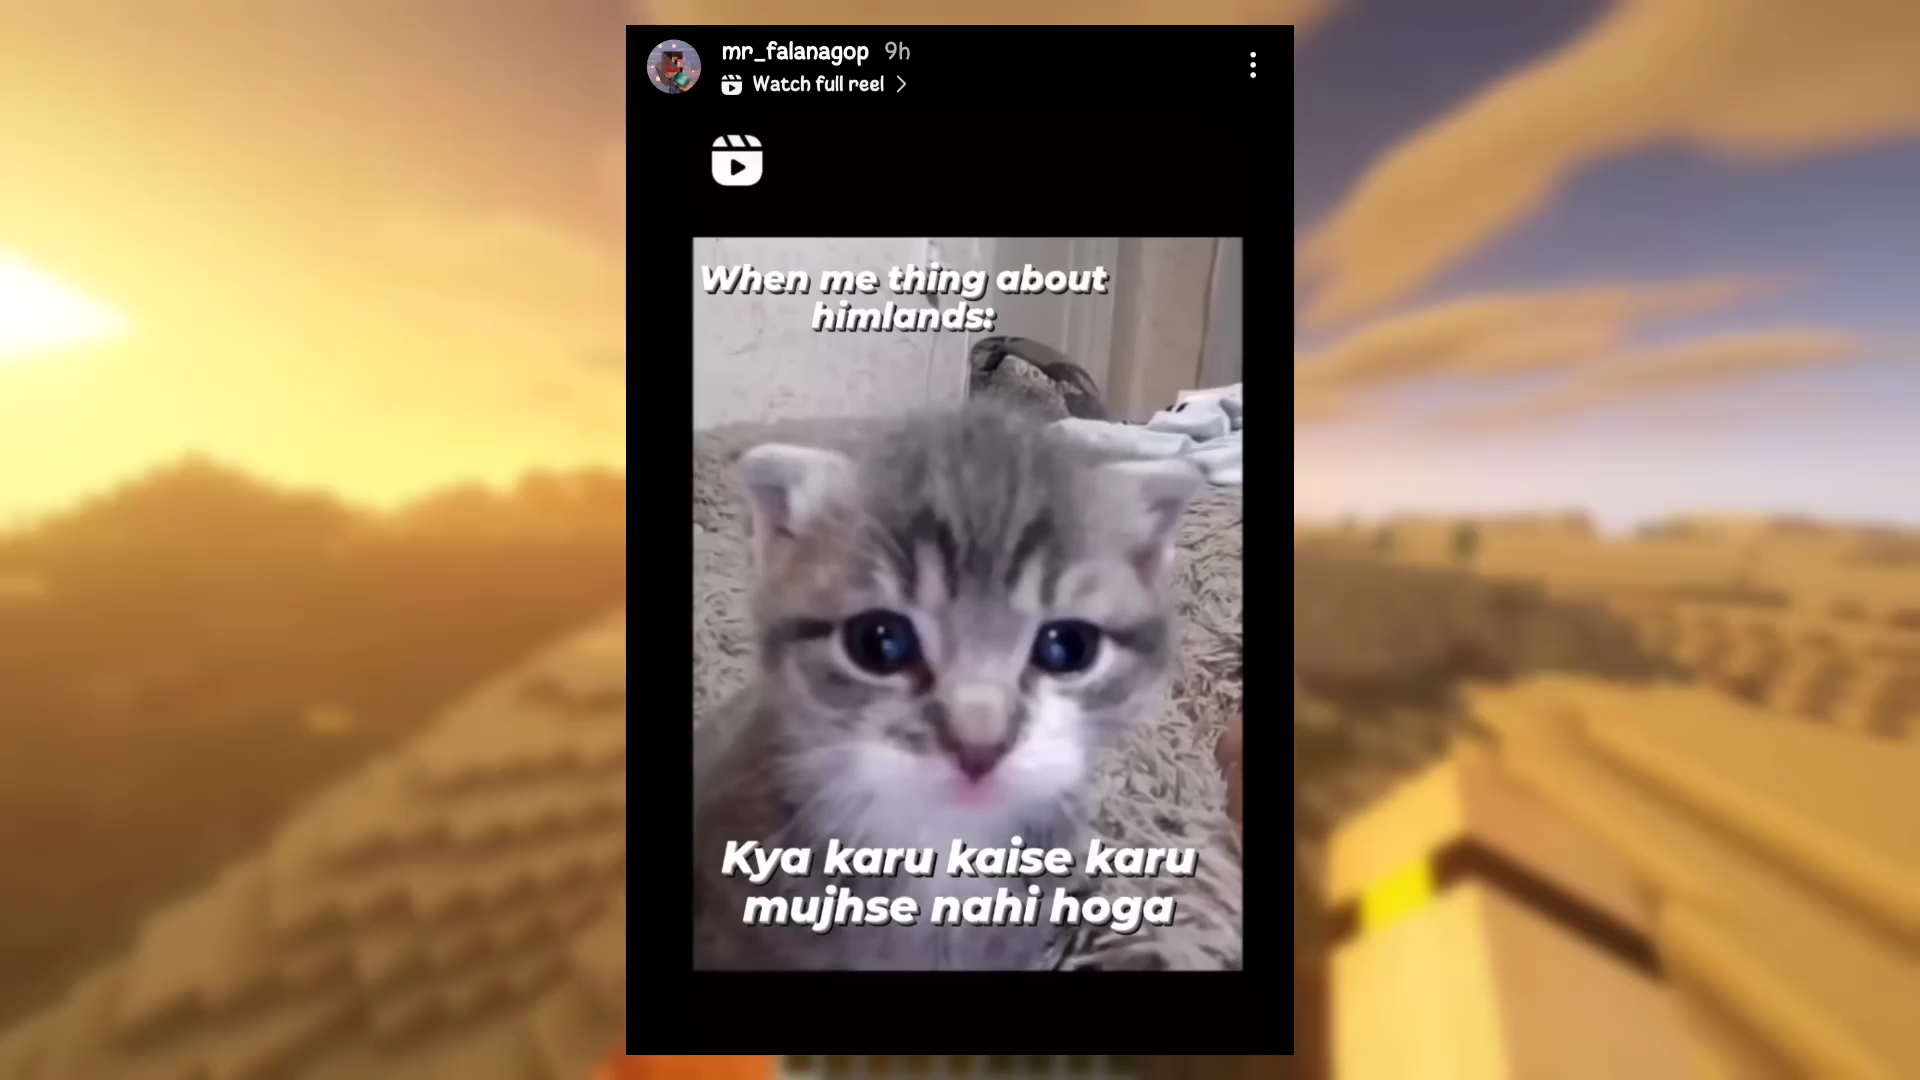 mr_falanagop 9h
Watch full reel
When me thing about
himlands:
Kya karu kaise karu
mujhse nahi hoga